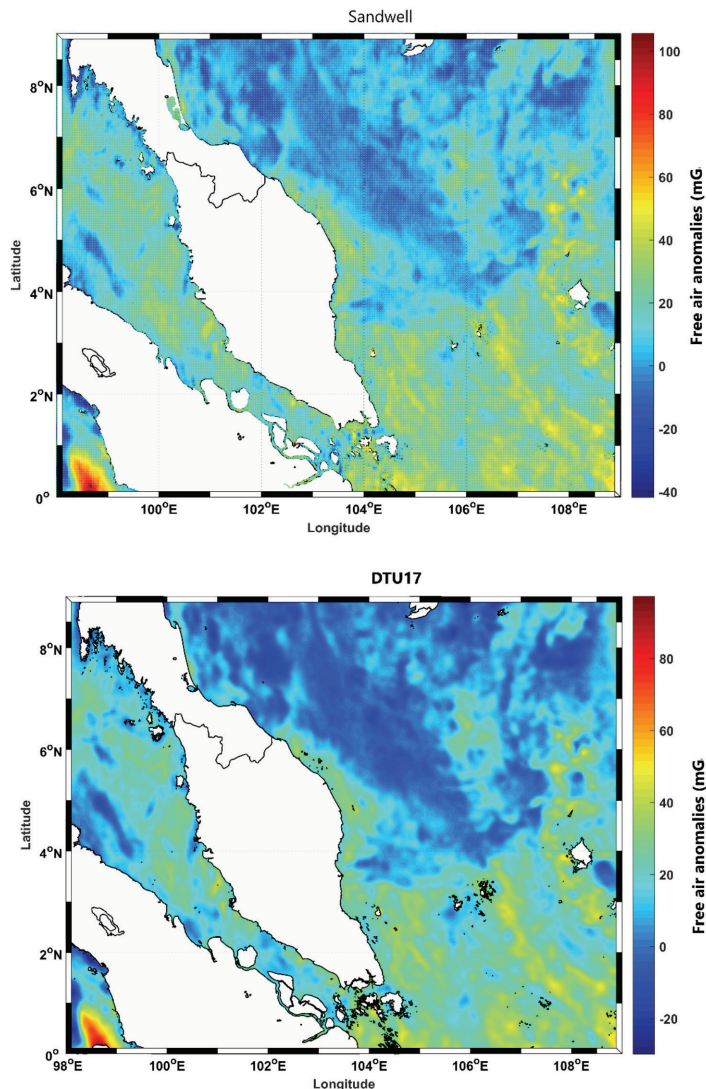 Sandwell
8°N
6°N
4°N
2°N
0°
Latitude
100°E 102°E 104°E 106°E 108°E
Longitude
100
80
60
40
20
0
-20
-40
Free air anomalies (mG
DTU17
8°N
6°N
4°N
2°N
0°
Latitude
98°E 100°E 102°E 104°E 106°E 108°E
Longitude
80
60
40
20
0
-20
Free air anomalies (mG